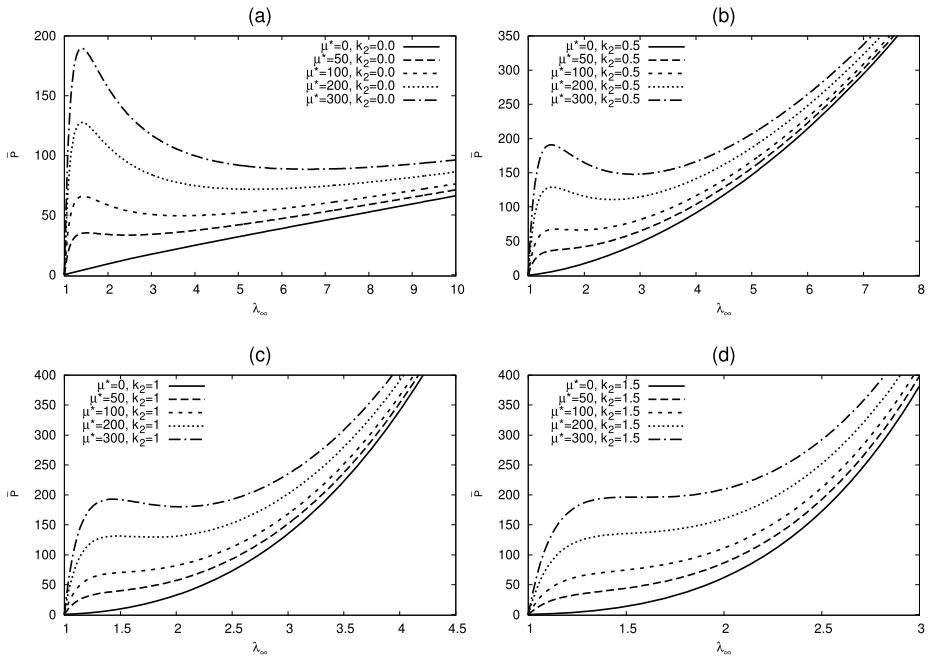 (a)
200
150
100
50
0
P̄
1 2 3 4 5 6 7 8 9 10
λ∞
μ*=0, k₂=0.0
μ*=50, k₂=0.0
μ*=100, k₂=0.0
μ*=200, k₂=0.0
μ*=300, k₂=0.0
(b)
350
300
250
200
150
100
50
0
P̄
1 2 3 4 5 6 7 8
λ∞
μ*=0, k₂=0.5
μ*=50, k₂=0.5
μ*=100, k₂=0.5
μ*=200, k₂=0.5
μ*=300, k₂=0.5
(c)
400
350
300
250
200
150
100
50
0
P̄
1 1.5 2 2.5 3 3.5 4 4.5
λ∞
μ*=0, k₂=1
μ*=50, k₂=1
μ*=100, k₂=1
μ*=200, k₂=1
μ*=300, k₂=1
(d)
400
350
300
250
200
150
100
50
0
P̄
1 1.5 2 2.5 3
λ∞
μ*=0, k₂=1.5
μ*=50, k₂=1.5
μ*=100, k₂=1.5
μ*=200, k₂=1.5
μ*=300, k₂=1.5